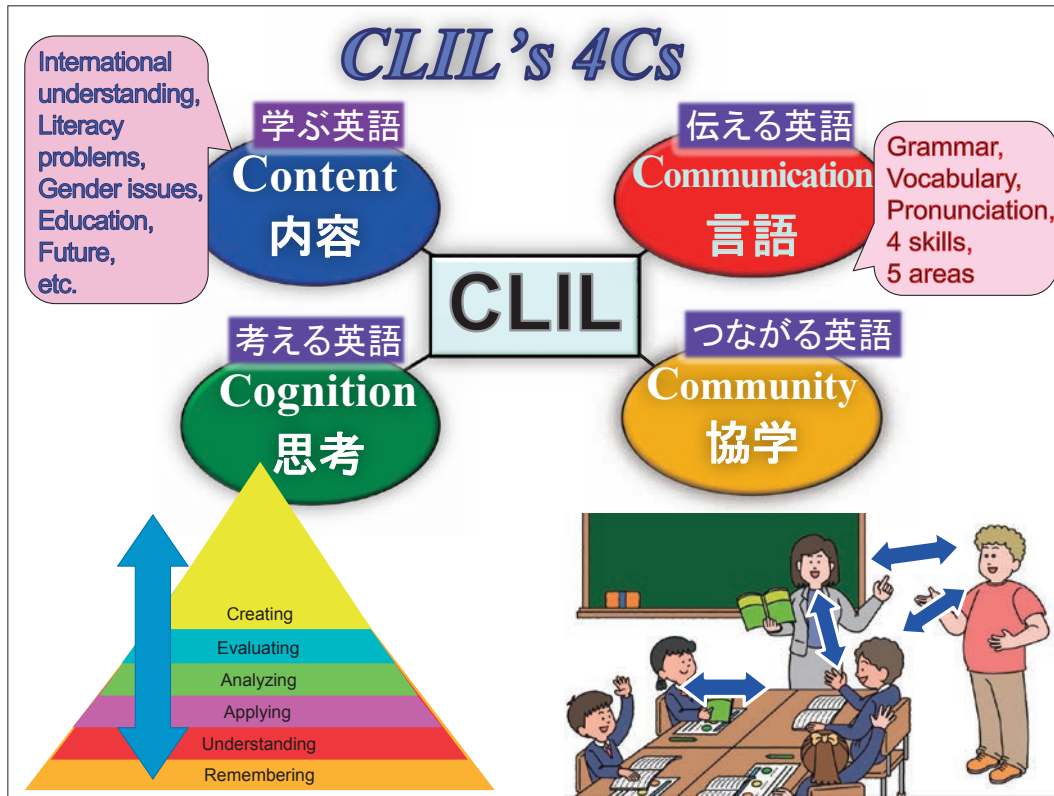 CLIL's 4Cs
International
understanding,
Literacy
problems,
Gender issues,
Education,
Future,
etc.
学ぶ英語
Content
内容
伝える英語
Communication
言語
Grammar,
Vocabulary,
Pronunciation,
4 skills,
5 areas
CLIL
考える英語
Cognition
思考
つながる英語
Community
協学
Creating
Evaluating
Analyzing
Applying
Understanding
Remembering